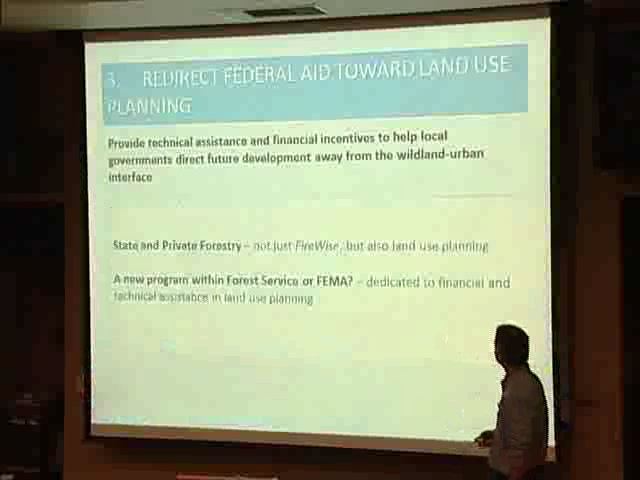 3. REDIRECT FEDERAL AID TOWARD LAND USE
PLANNING
Provide technical assistance and financial incentives to help local
governments direct future development away from the wildland-urban
interface
State and Private Forestry – not just FireWise, but also land use planning
A new program within Forest Service or FEMA? – dedicated to financial and
technical assistance in land use planning